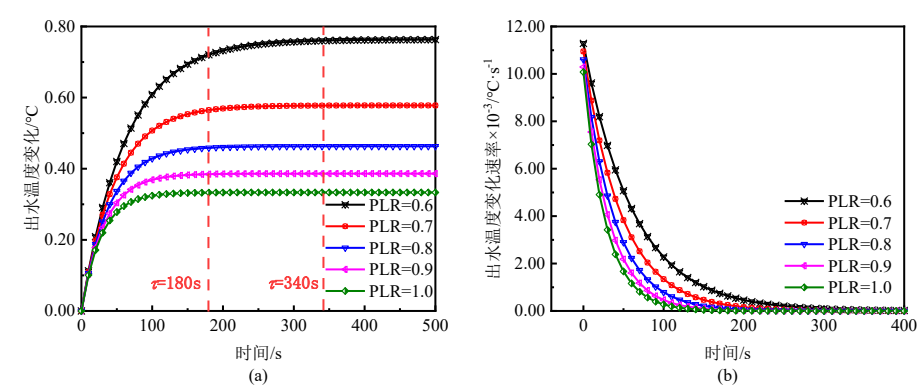 0.80
0.60
0.40
0.20
0.00
出水温度变化/°C
τ=180s
τ=340s
PLR=0.6
PLR=0.7
PLR=0.8
PLR=0.9
PLR=1.0
0 100 200 300 400 500
时间/s
(a)
12.00
10.00
8.00
6.00
4.00
2.00
0.00
出水温度变化速率×10⁻³/°C·s⁻¹
PLR=0.6
PLR=0.7
PLR=0.8
PLR=0.9
PLR=1.0
0 100 200 300 400
时间/s
(b)